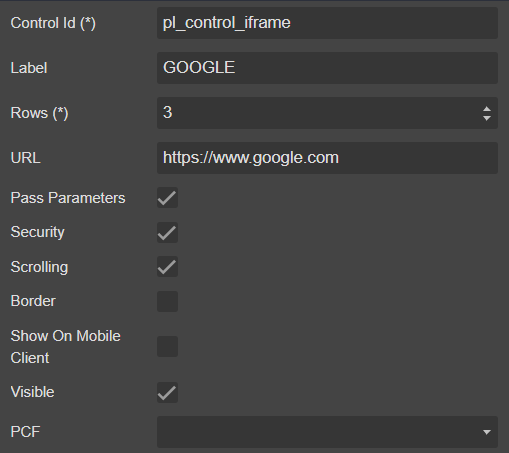 Control Id (*) pl_control_iframe
Label GOOGLE
Rows (*) 3
URL https://www.google.com
Pass Parameters
Security
Scrolling
Border
Show On Mobile
Client
Visible
PCF